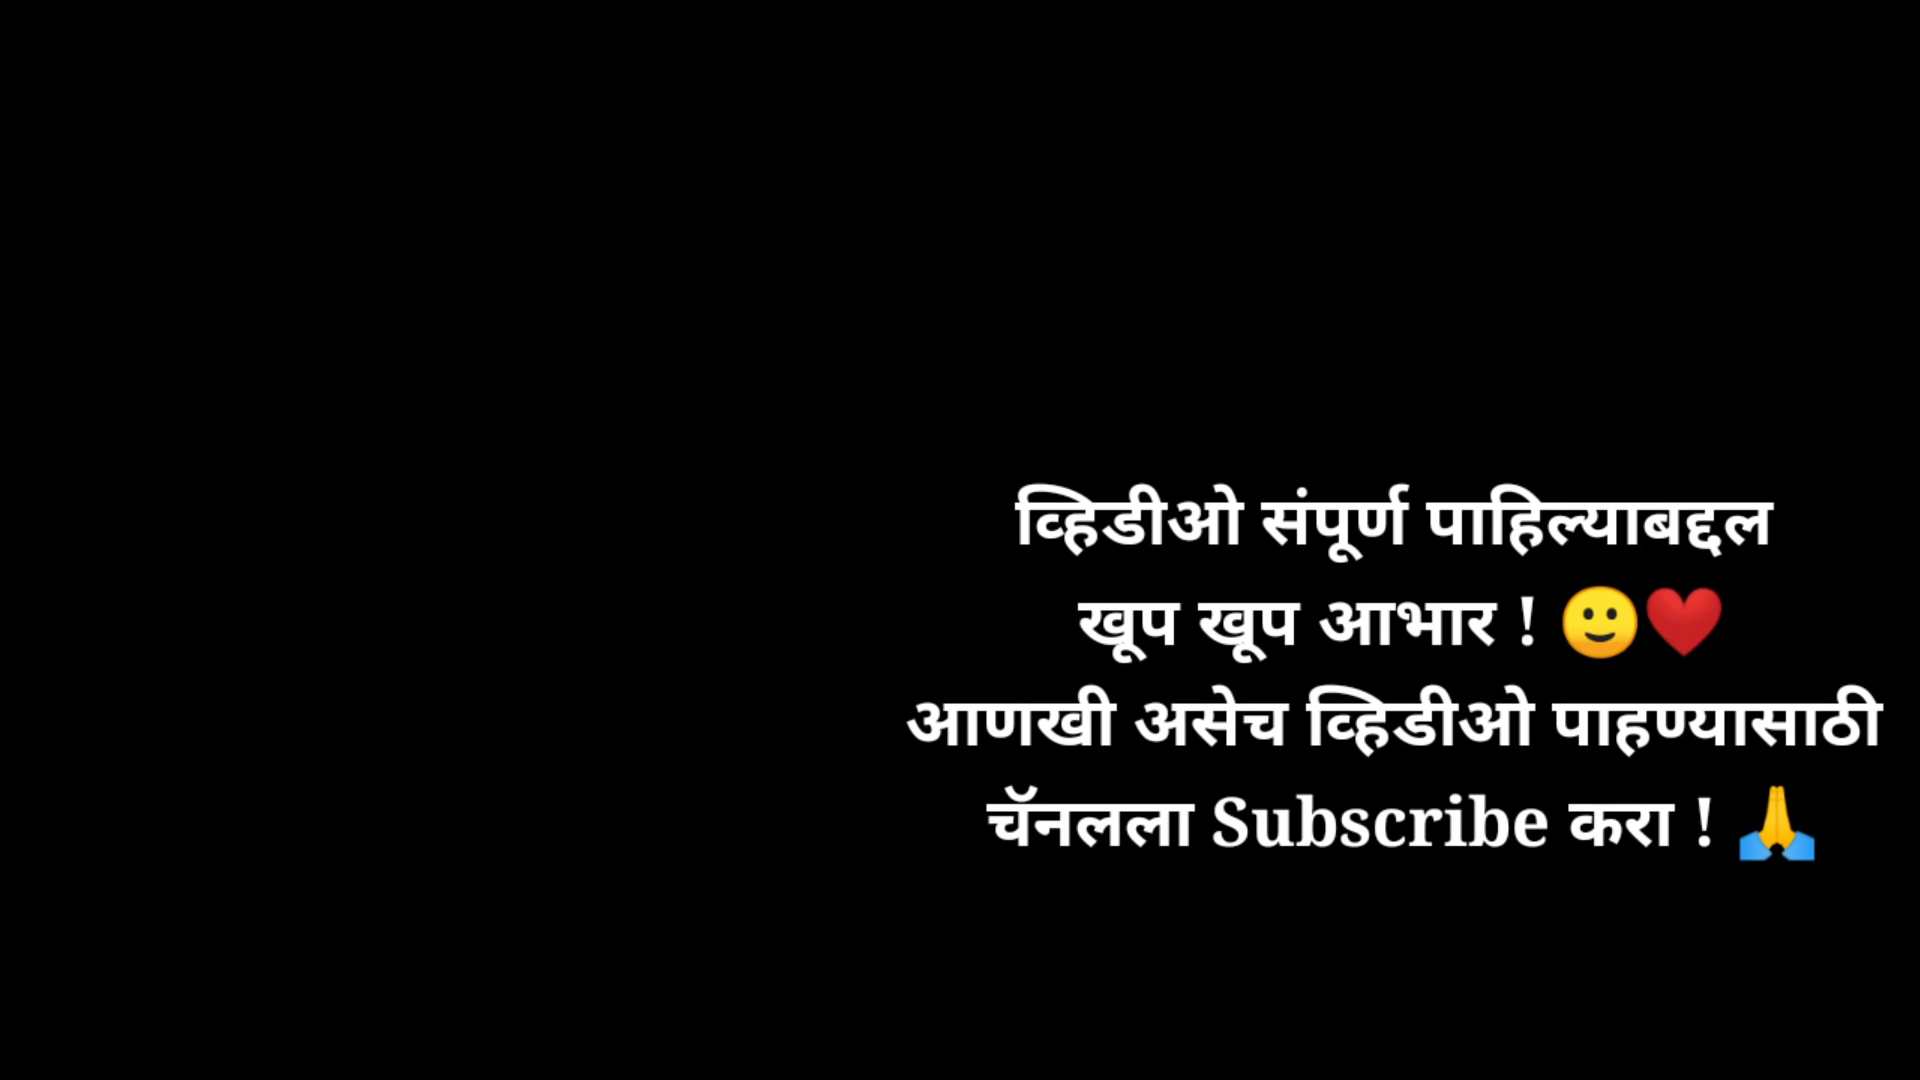 व्हिडीओ संपूर्ण पाहिल्याबद्दल
खूप खूप आभार ! 🙂❤️
आणखी असेच व्हिडीओ पाहण्यासाठी
चॅनलला Subscribe करा ! 🙏